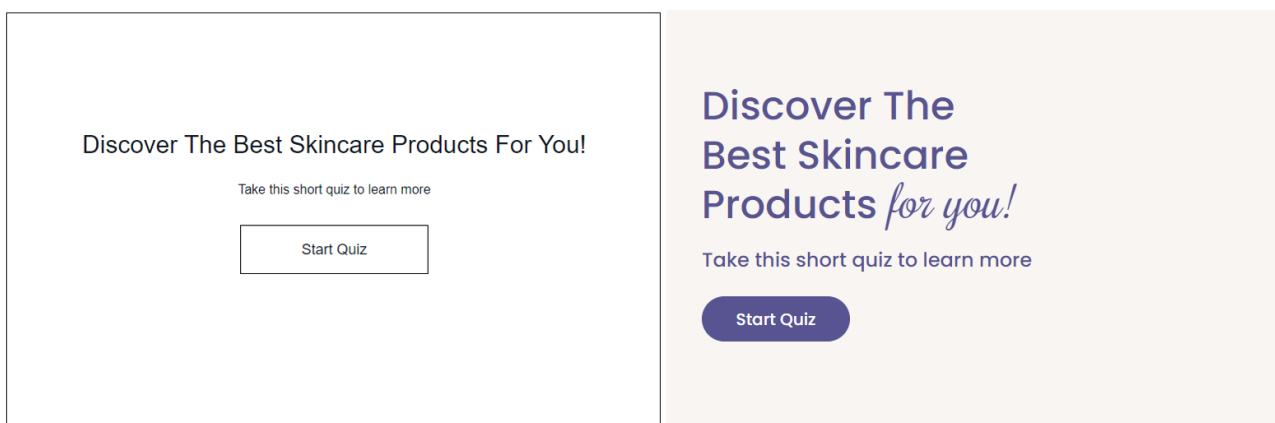 Discover The Best Skincare Products For You!
Take this short quiz to learn more
Start Quiz
Discover The
Best Skincare
Products for you!
Take this short quiz to learn more
Start Quiz